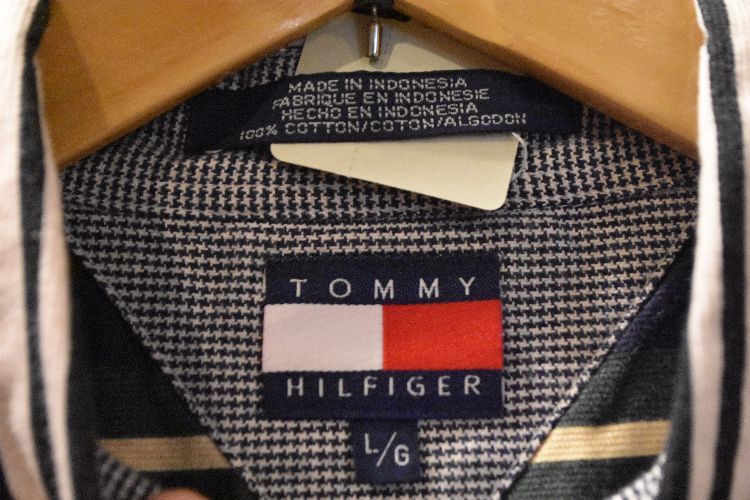 MADE IN INDONESIA
FABRIQUE EN INDONESIE
HECHO EN INDONESIA
100% COTTON/COTON/ALGODON
TOMMY
HILFIGER
L/G